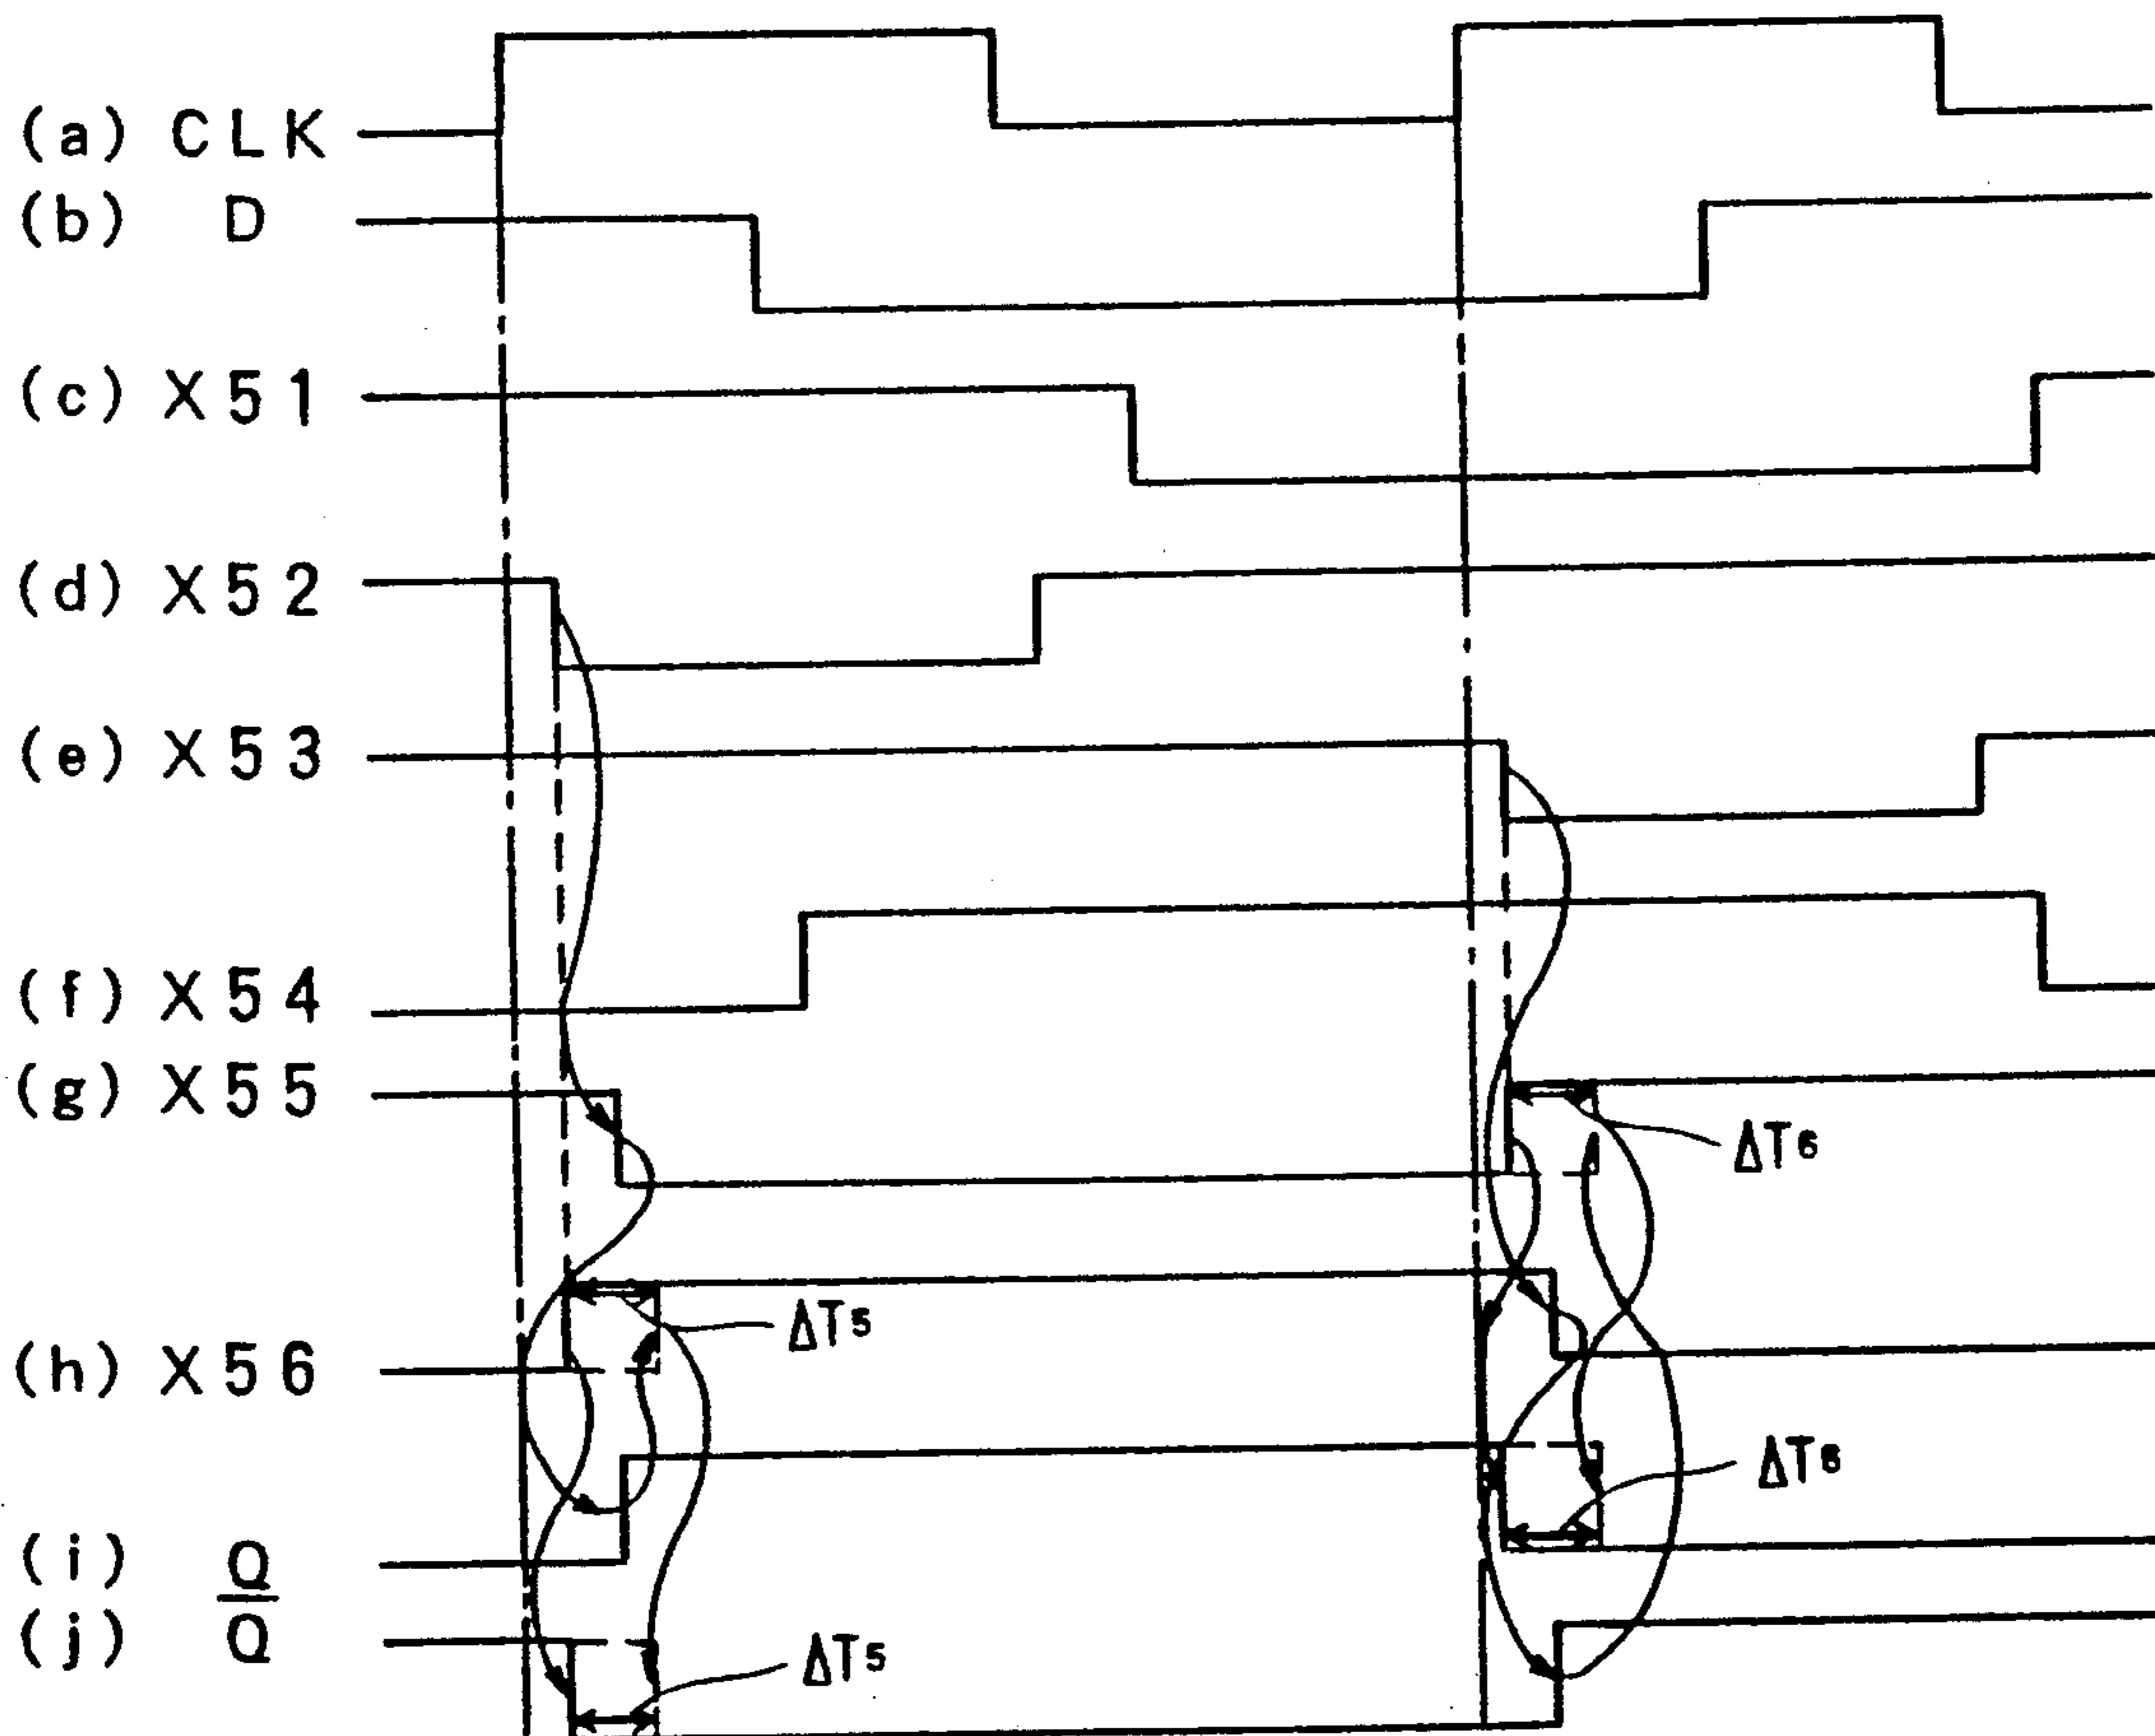 (a) CLK
(b) D
(c) X51
(d) X52
(e) X53
(f) X54
(g) X55
ΔT6
ΔT5
(h) X56
ΔT6
(i) Q
(j) Q̅
ΔT5